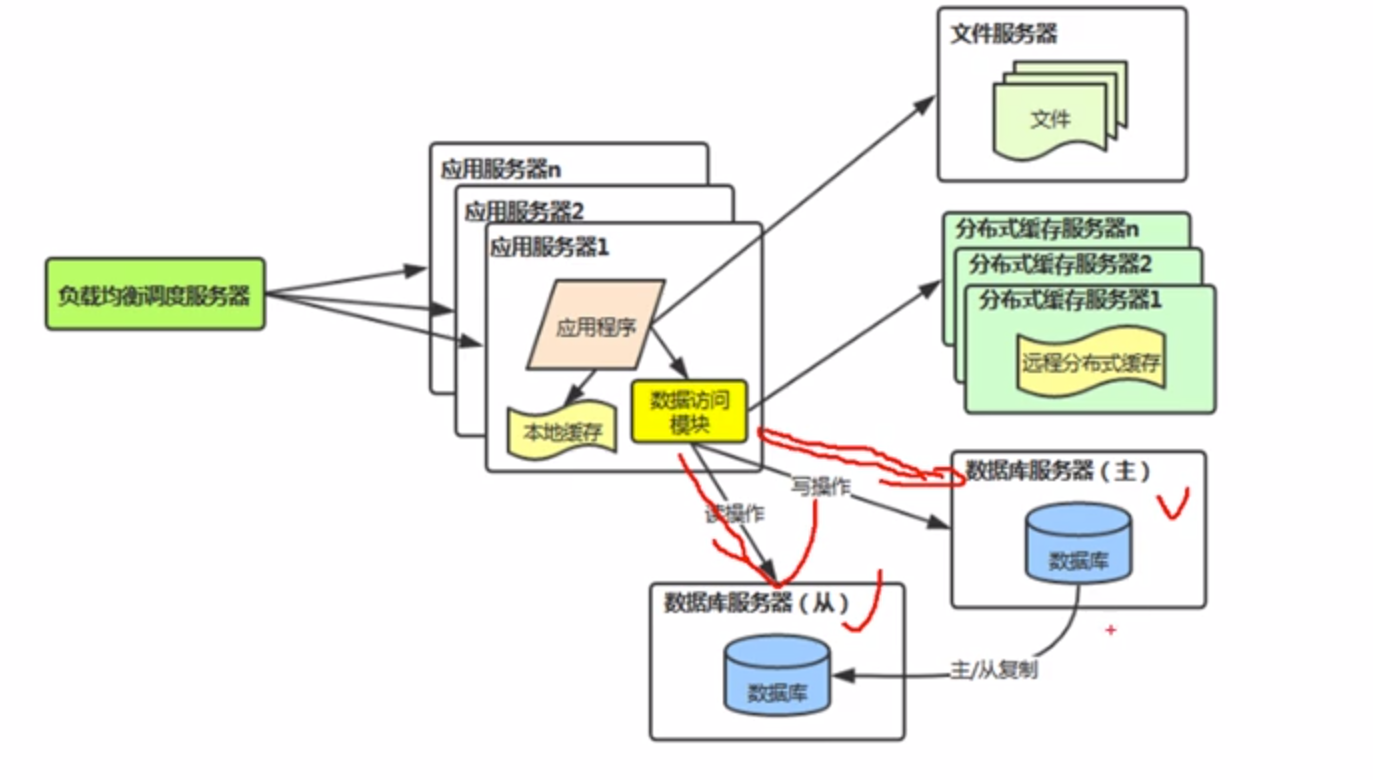 文件服务器
文件
应用服务器n
应用服务器2
应用服务器1
负载均衡调度服务器
应用程序
本地缓存
数据访问
模块
分布式缓存服务器n
分布式缓存服务器2
分布式缓存服务器1
远程分布式缓存
写操作
读操作
数据库服务器（主）
数据库
数据库服务器（从）
数据库
主/从复制